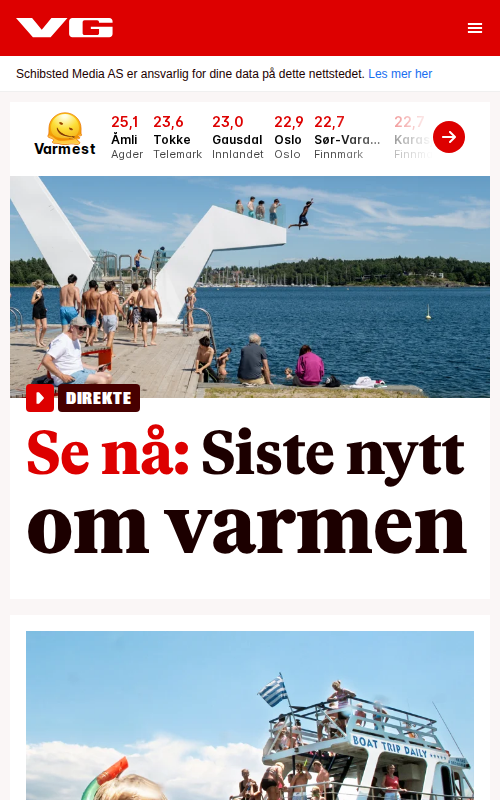 VG
Schibsted Media AS er ansvarlig for dine data på dette nettstedet. Les mer her
Varmest
25,1 23,6 23,0 22,9 22,7 22,7
Åmli Tokke Gausdal Oslo Sør-Vara... Karas
Agder Telemark Innlandet Oslo Finnmark Finnm
DIREKTE
Se nå: Siste nytt
om varmen
BOAT TRIP DAILY